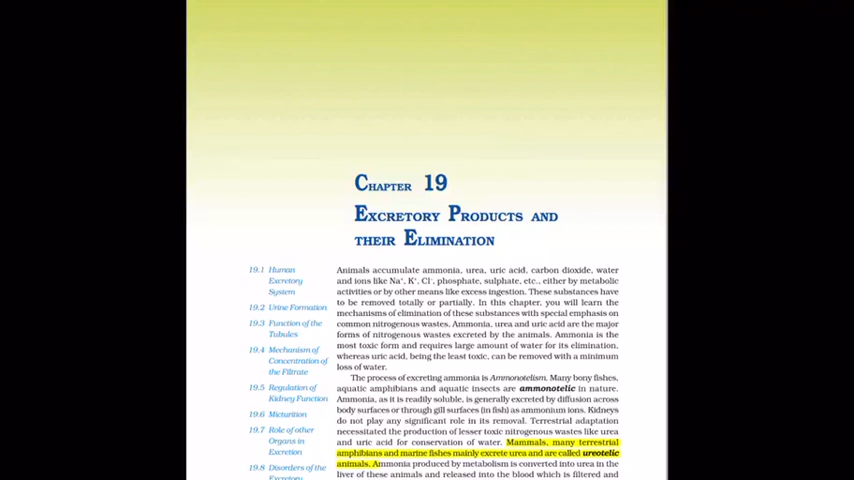 CHAPTER 19
EXCRETORY PRODUCTS AND
THEIR ELIMINATION
19.1 Human
Excretory
System
19.2 Urine Formation
19.3 Function of the
Tubules
19.4 Mechanism of
Concentration of
the Filtrate
19.5 Regulation of
Kidney Function
19.6 Micturition
19.7 Role of other
Organs in
Excretion
19.8 Disorders of the
Excretory
Animals accumulate ammonia, urea, uric acid, carbon dioxide, water
and ions like Na⁺, K⁺, Cl⁻, phosphate, sulphate, etc., either by metabolic
activities or by other means like excess ingestion. These substances have
to be removed totally or partially. In this chapter, you will learn the
mechanisms of elimination of these substances with special emphasis on
common nitrogenous wastes. Ammonia, urea and uric acid are the major
forms of nitrogenous wastes excreted by the animals. Ammonia is the
most toxic form and requires large amount of water for its elimination,
whereas uric acid, being the least toxic, can be removed with a minimum
loss of water.
The process of excreting ammonia is Ammonotelism. Many bony fishes,
aquatic amphibians and aquatic insects are ammonotelic in nature.
Ammonia, as it is readily soluble, is generally excreted by diffusion across
body surfaces or through gill surfaces (in fish) as ammonium ions. Kidneys
do not play any significant role in its removal. Terrestrial adaptation
necessitated the production of lesser toxic nitrogenous wastes like urea
and uric acid for conservation of water. Mammals, many terrestrial
amphibians and marine fishes mainly excrete urea and are called ureotelic
animals. Ammonia produced by metabolism is converted into urea in the
liver of these animals and released into the blood which is filtered and